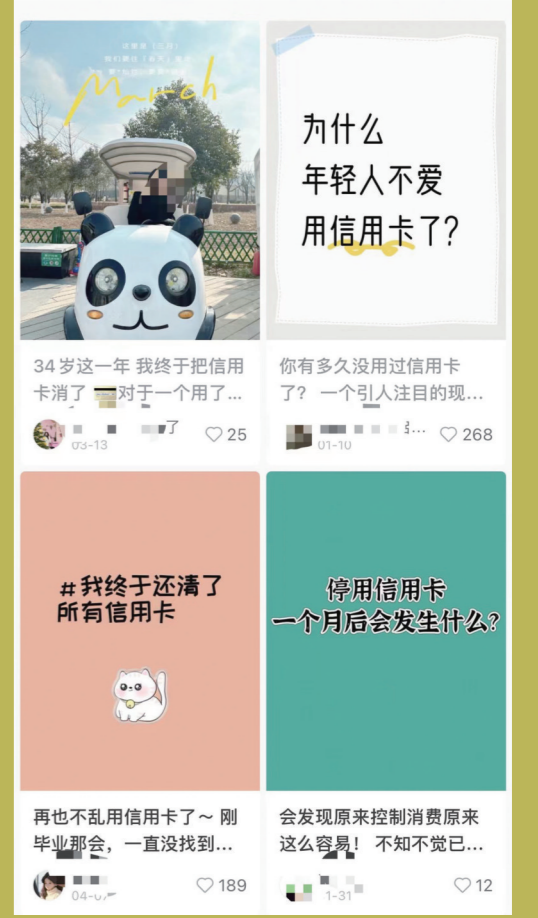 March
34岁这一年 我终于把信用
卡消了 对于一个用了...
了
03-13
25
为什么
年轻人不爱
用信用卡了?
你有多久没用过信用卡
了? 一个引人注目的现...
01-10
268
#我终于还清了
所有信用卡
再也不乱用信用卡了~ 刚
毕业那会，一直没找到...
189
停用信用卡
一个月后会发生什么?
会发现原来控制消费原来
这么容易! 不知不觉已...
1-31
12